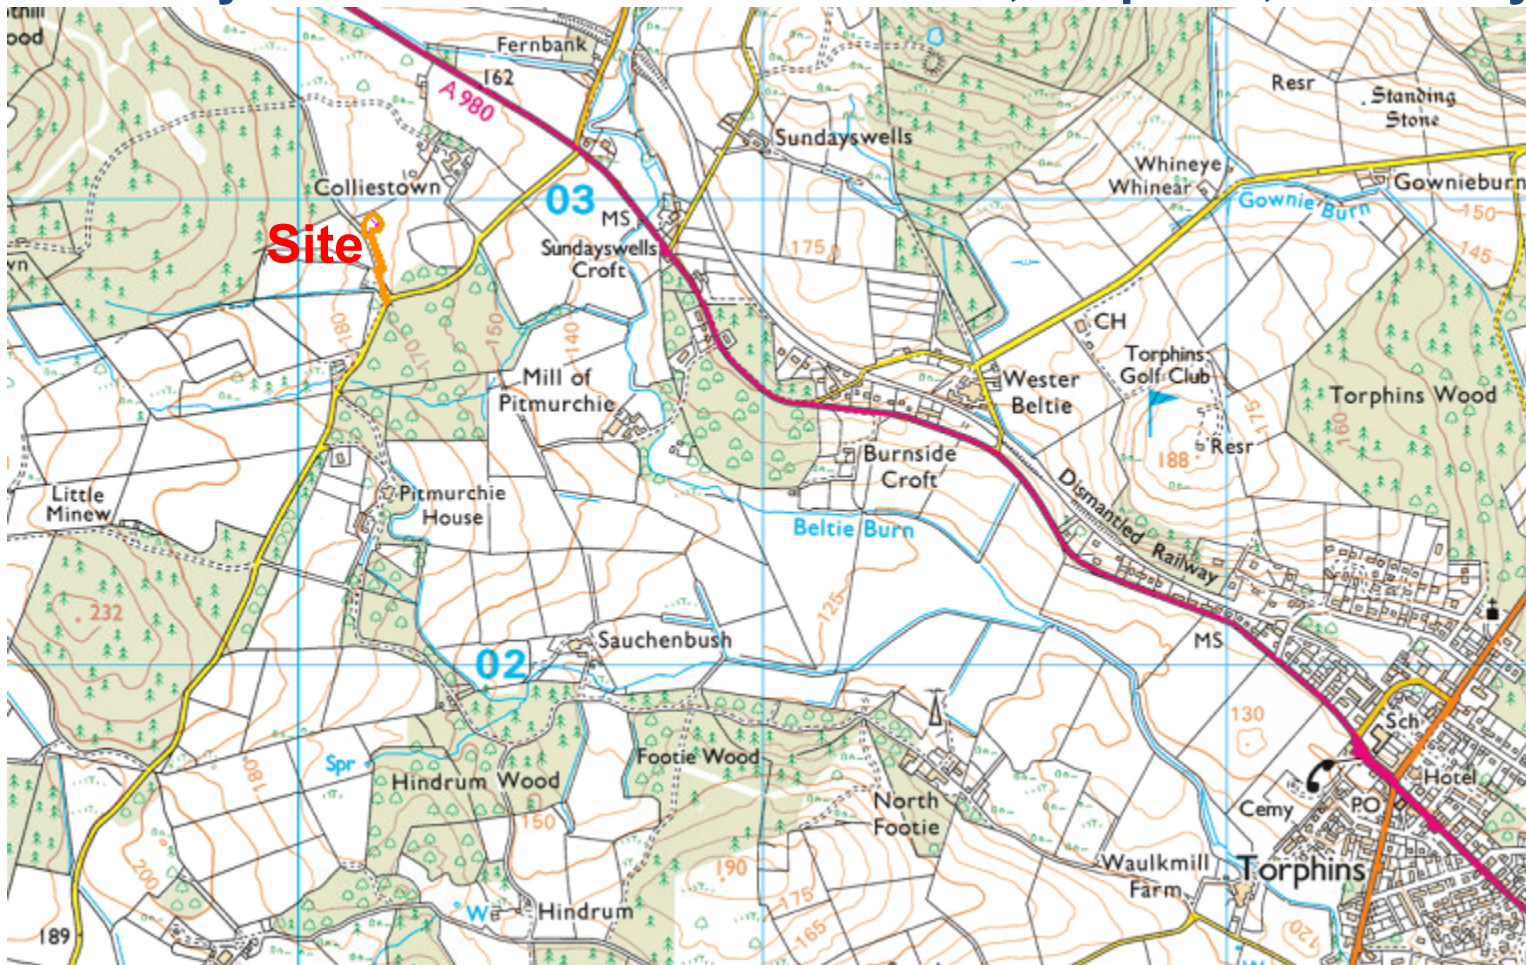 Fernbank
162
A 980
Resr
Standing
Stone
Sundayswells
Whineye
Whinear
Colliestown
Gownieburn
03
MS
Gownie Burn
150
Site
Sundayswells
Croft
175
145
180
170
150
140
CH
Torphins
Golf Club
Mill of
Pitmurchie
Wester
Beltie
Torphins Wood
175
160
188
Resr
Burnside
Croft
Little
Minew
Pitmurchie
House
Dismantled Railway
Beltie Burn
232
125
Sauchenbush
MS
02
130
Sch
Spr
180
Hindrum Wood
Footie Wood
Hotel
150
North
Footie
Cemy
PO
Waulkmill
Farm
Torphins
190
200
175
W
Hindrum
165
120
189
W